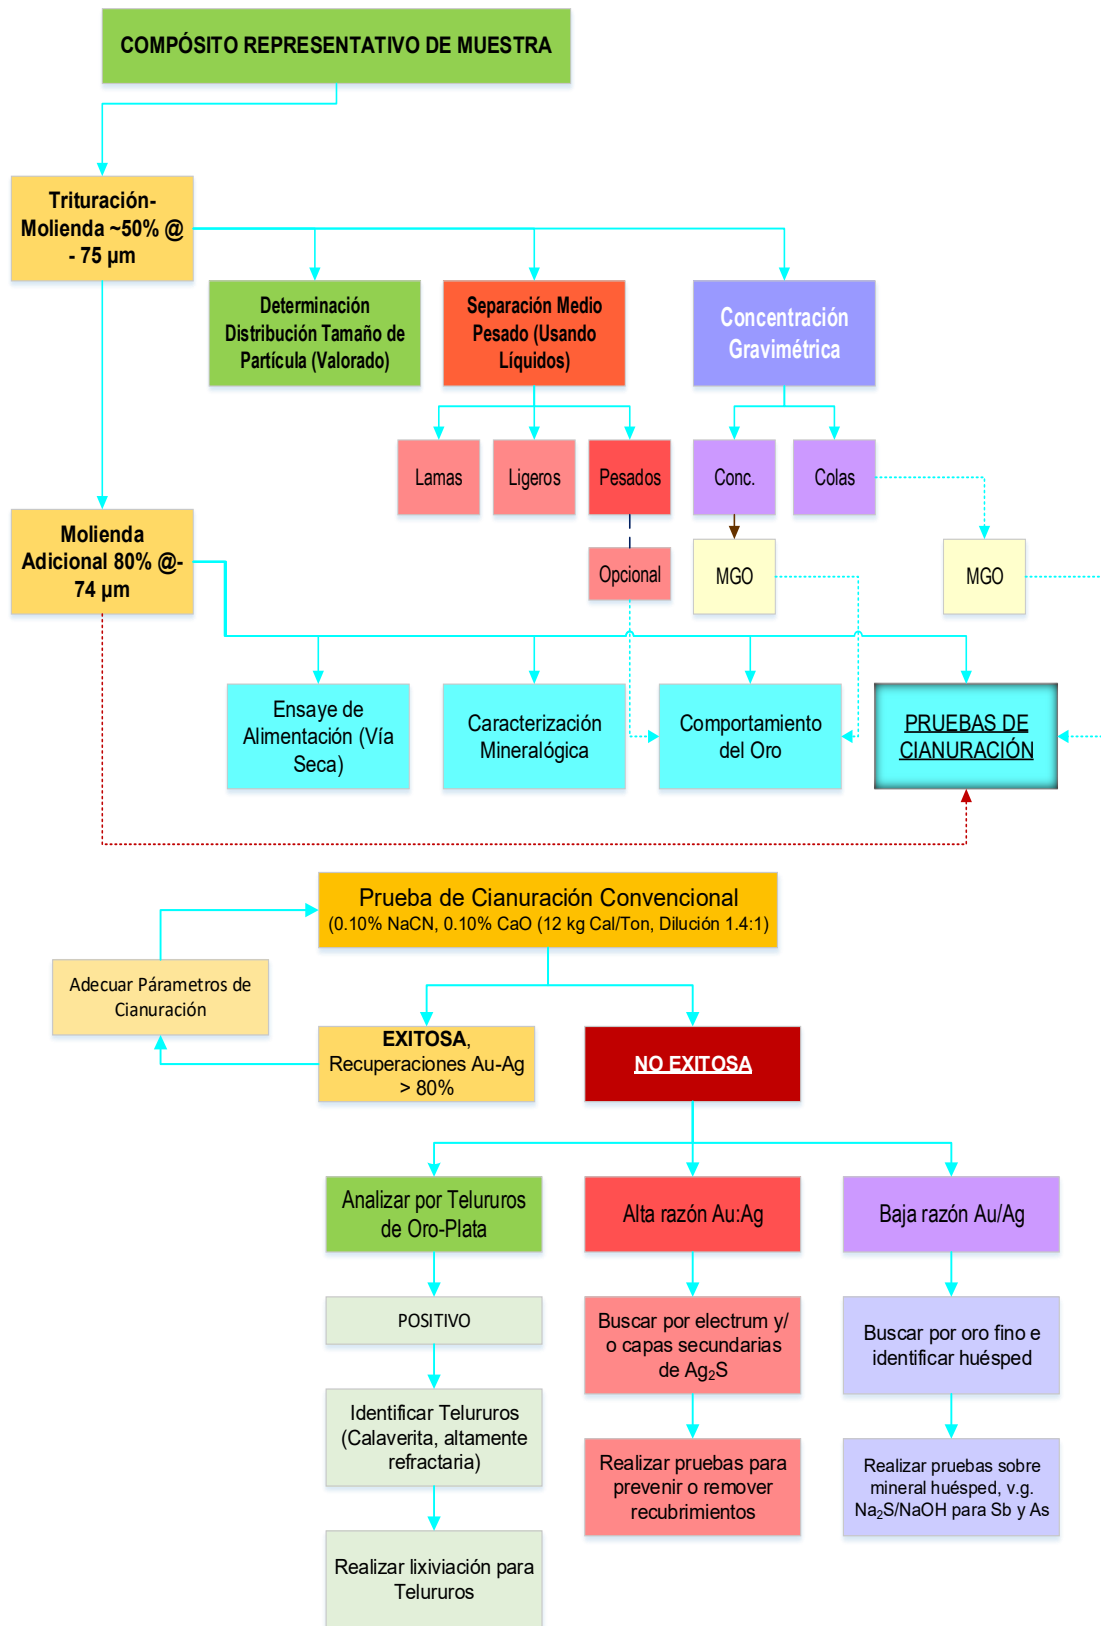 COMPÓSITO REPRESENTATIVO DE MUESTRA
Trituración-
Molienda ~50% @
- 75 µm
Determinación
Distribución Tamaño de
Partícula (Valorado)
Separación Medio
Pesado (Usando
Líquidos)
Concentración
Gravimétrica
Lamas
Ligeros
Pesados
Conc.
Colas
Molienda
Adicional 80% @-
74 µm
Opcional
MGO
MGO
Ensaye de
Alimentación (Vía
Seca)
Caracterización
Mineralógica
Comportamiento
del Oro
PRUEBAS DE
CIANURACIÓN
Prueba de Cianuración Convencional
(0.10% NaCN, 0.10% CaO (12 kg Cal/Ton, Dilución 1.4:1)
Adecuar Párametros de
Cianuración
EXITOSA,
Recuperaciones Au-Ag
> 80%
NO EXITOSA
Analizar por Telururos
de Oro-Plata
Alta razón Au:Ag
Baja razón Au/Ag
POSITIVO
Buscar por electrum y/
o capas secundarias
de Ag₂S
Buscar por oro fino e
identificar huésped
Identificar Telururos
(Calaverita, altamente
refractaria)
Realizar pruebas para
prevenir o remover
recubrimientos
Realizar pruebas sobre
mineral huésped, v.g.
Na₂S/NaOH para Sb y As
Realizar lixiviación para
Telururos